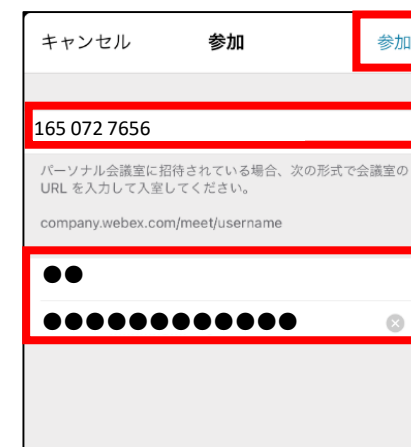 キャンセル 参加 参加
165 072 7656
パーソナル会議室に招待されている場合、次の形式で会議室の
URL を入力して入室してください。
company.webex.com/meet/username
●●
●●●●●●●●●●●●